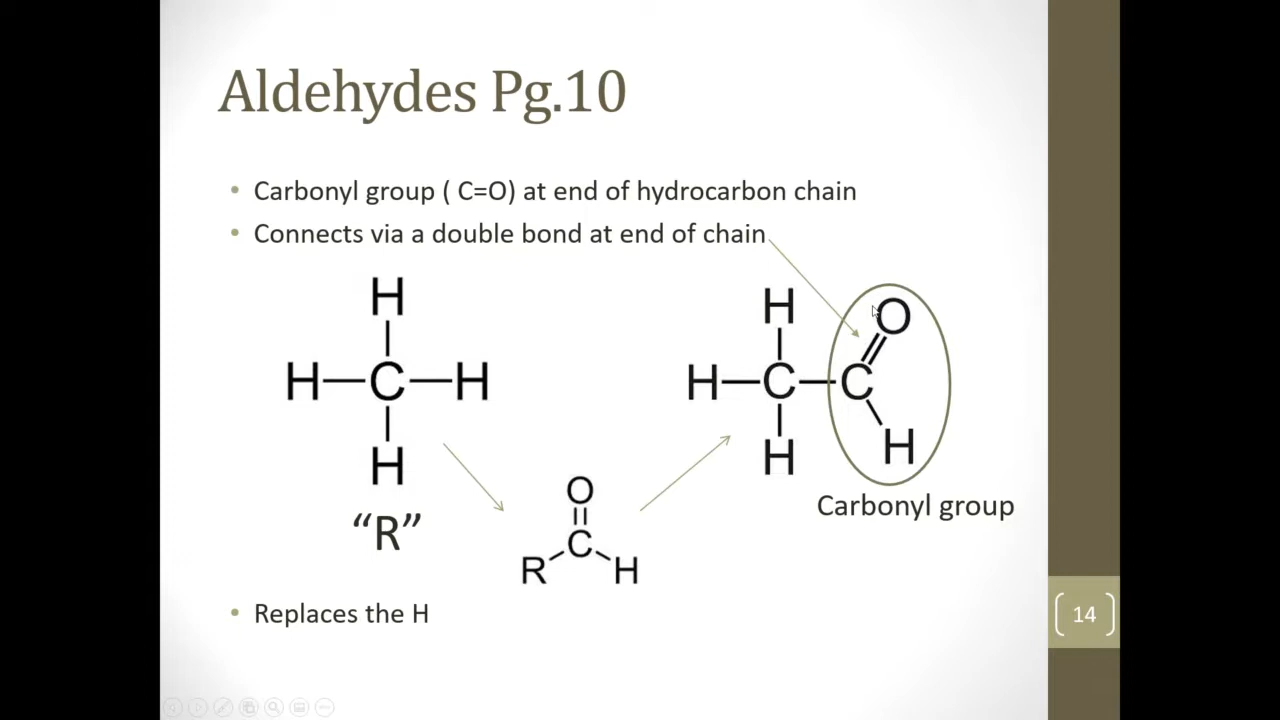 Aldehydes Pg.10
• Carbonyl group ( C=O) at end of hydrocarbon chain
• Connects via a double bond at end of chain
H
H—C—H
H
"R"
O
C
R H
H O
H—C—C
H H
Carbonyl group
• Replaces the H
14